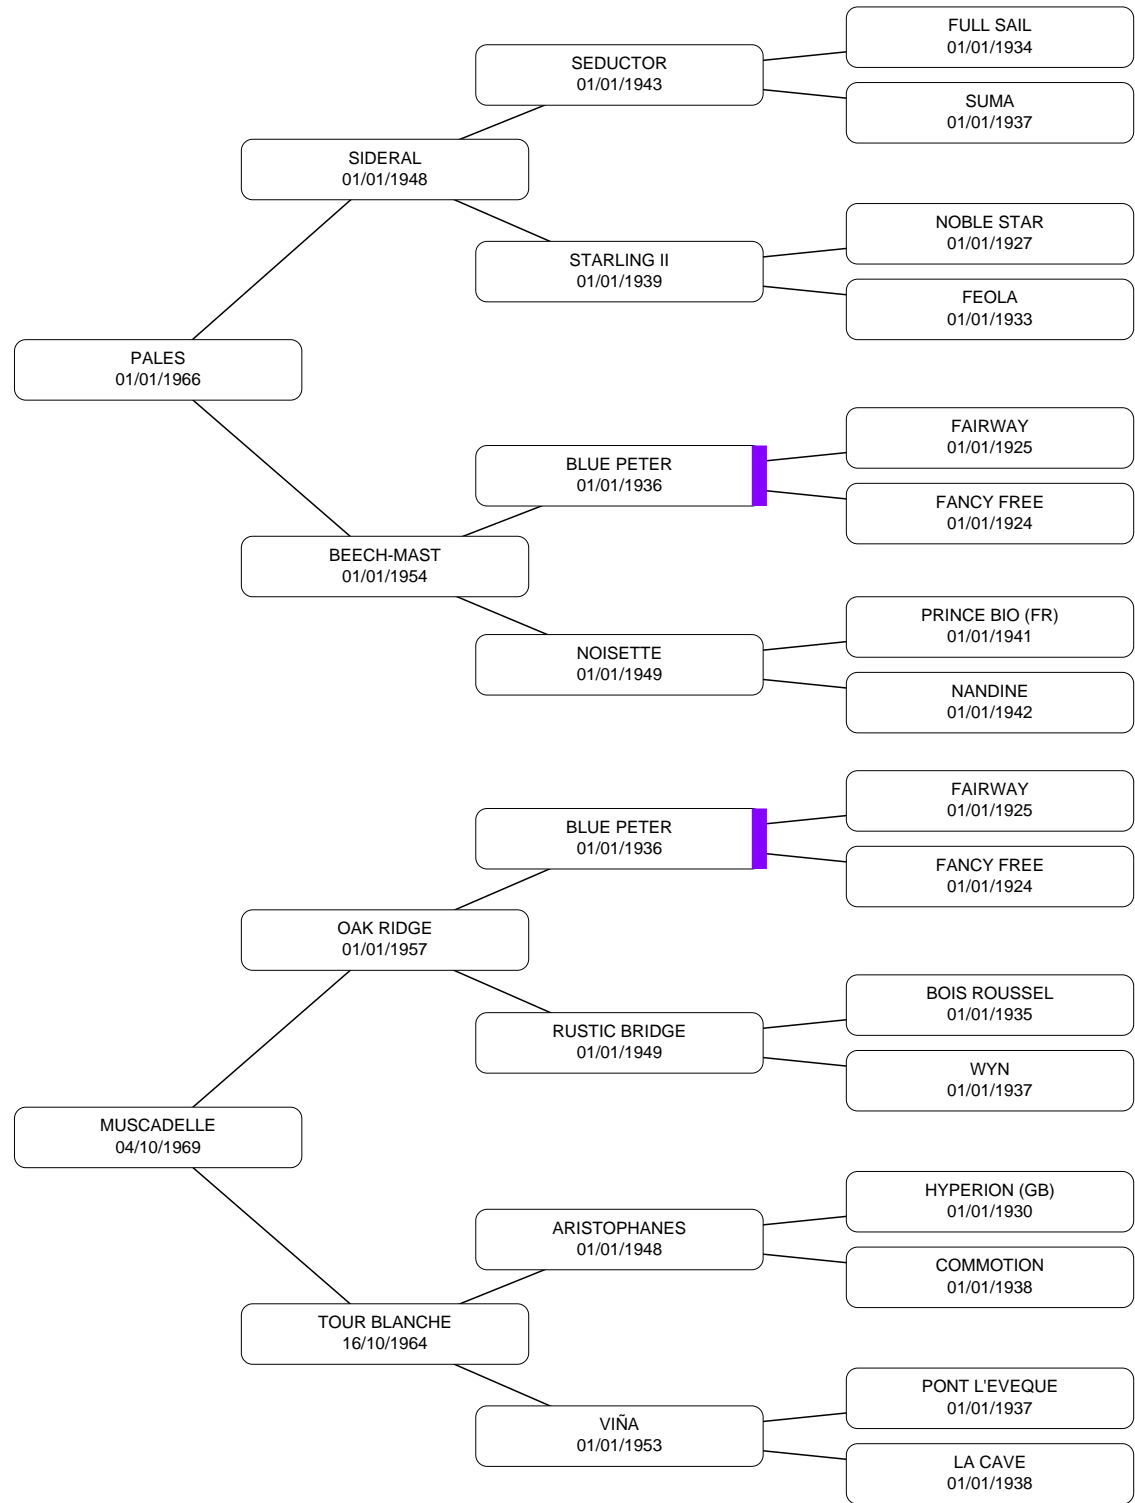 FULL SAIL
01/01/1934
SEDUCTOR
01/01/1943
SUMA
01/01/1937
SIDERAL
01/01/1948
NOBLE STAR
01/01/1927
STARLING II
01/01/1939
FEOLA
01/01/1933
PALES
01/01/1966
FAIRWAY
01/01/1925
BLUE PETER
01/01/1936
FANCY FREE
01/01/1924
BEECH-MAST
01/01/1954
PRINCE BIO (FR)
01/01/1941
NOISETTE
01/01/1949
NANDINE
01/01/1942
FAIRWAY
01/01/1925
BLUE PETER
01/01/1936
FANCY FREE
01/01/1924
OAK RIDGE
01/01/1957
BOIS ROUSSEL
01/01/1935
RUSTIC BRIDGE
01/01/1949
WYN
01/01/1937
MUSCADELLE
04/10/1969
HYPERION (GB)
01/01/1930
ARISTOPHANES
01/01/1948
COMMOTION
01/01/1938
TOUR BLANCHE
16/10/1964
PONT L'EVEQUE
01/01/1937
VIÑA
01/01/1953
LA CAVE
01/01/1938